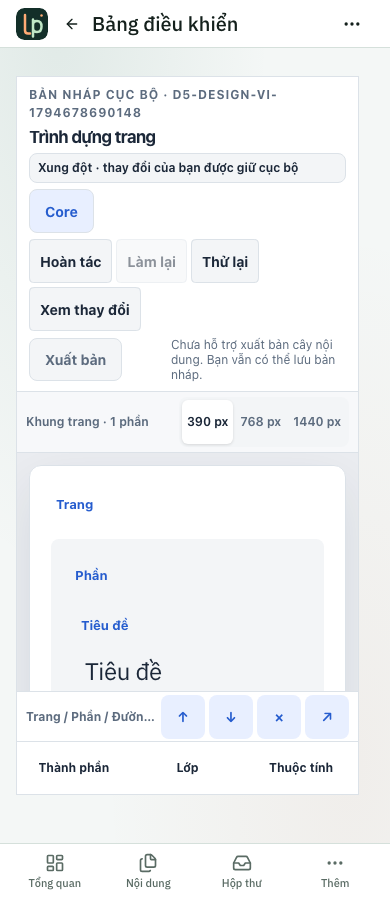 lp
Bảng điều khiển
BẢN NHÁP CỤC BỘ · D5-DESIGN-VI-
1794678690148
Trình dựng trang
Xung đột · thay đổi của bạn được giữ cục bộ
Core
Hoàn tác
Làm lại
Thử lại
Xem thay đổi
Xuất bản
Chưa hỗ trợ xuất bản cây nội
dung. Bạn vẫn có thể lưu bản
nháp.
Khung trang · 1 phần
390 px
768 px
1440 px
Trang
Phần
Tiêu đề
Tiêu đề
Trang / Phần / Đườn...
Thành phần
Lớp
Thuộc tính
Tổng quan
Nội dung
Hộp thư
Thêm